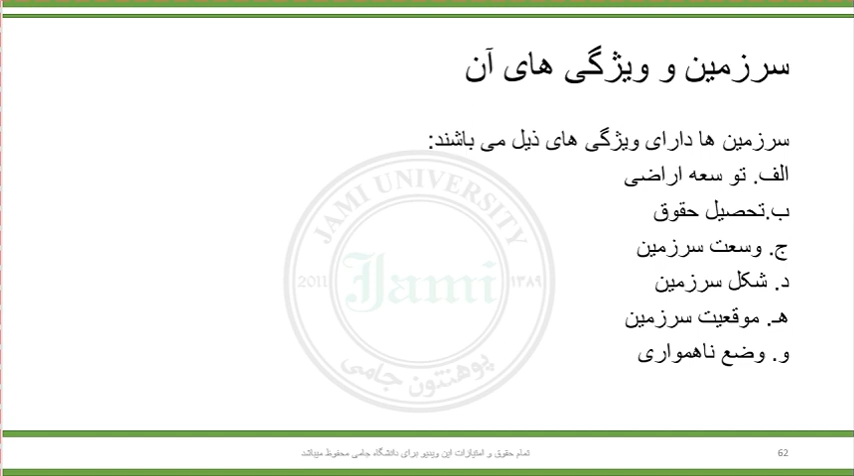 سرزمین و ویژگی های آن
سرزمین ها دارای ویژگی های ذیل می باشند:
الف. تو سعه اراضی
ب.تحصیل حقوق
ج. وسعت سرزمین
د. شکل سرزمین
هـ. موقعیت سرزمین
و. وضع ناهمواری
JAMI UNIVERSITY
2011
Jami
۱۳۸۹
پوهنتون جامی
تمام حقوق و امتیازات این ویدیو برای دانشگاه جامی محفوظ میباشد
62